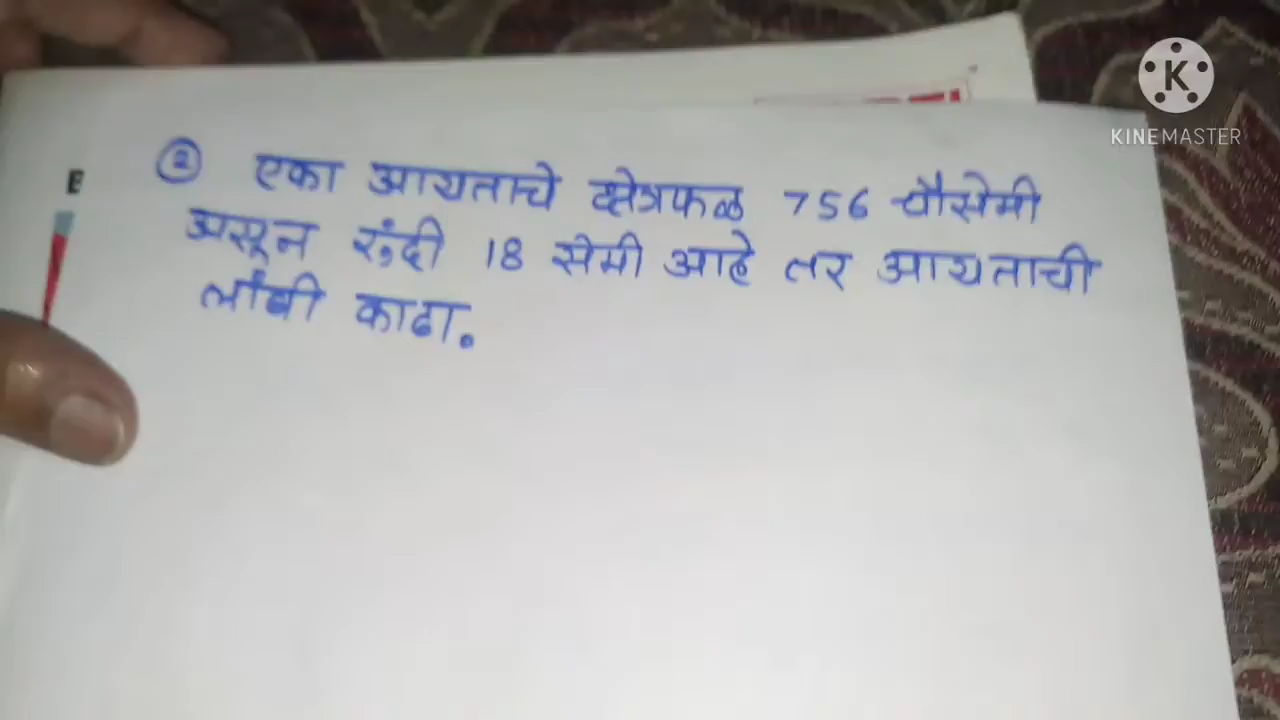 KINEMASTER
E
② एका आयताचे क्षेत्रफळ 756 चौसेमी
असून रुंदी 18 सेमी आहे तर आयताची
लांबी काढा.